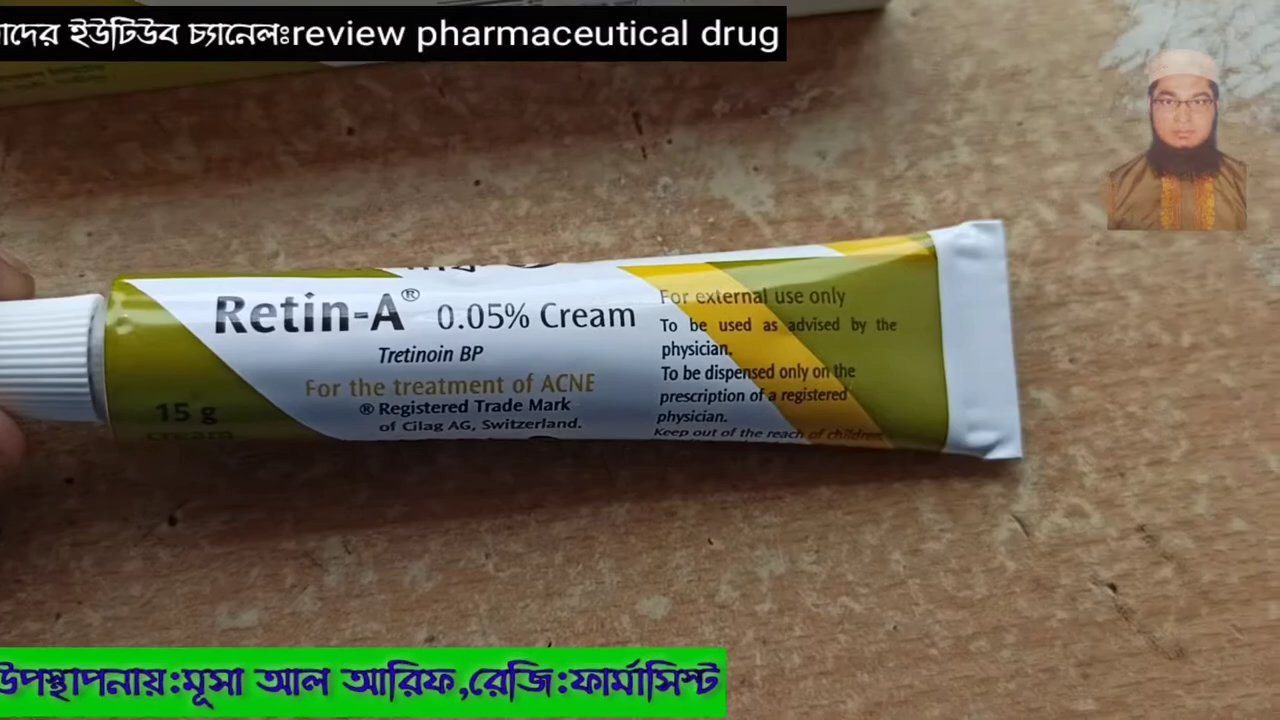 াদের ইউটিউব চ্যানেলঃreview pharmaceutical drug
Retin-A® 0.05% Cream
Tretinoin BP
For the treatment of ACNE
® Registered Trade Mark
of Cilag AG, Switzerland.
15 g
cream
For external use only
To be used as advised by the
physician.
To be dispensed only on the
prescription of a registered
physician.
Keep out of the reach of children
উপস্থাপনায়:মূসা আল আরিফ,রেজি:ফার্মাসিস্ট